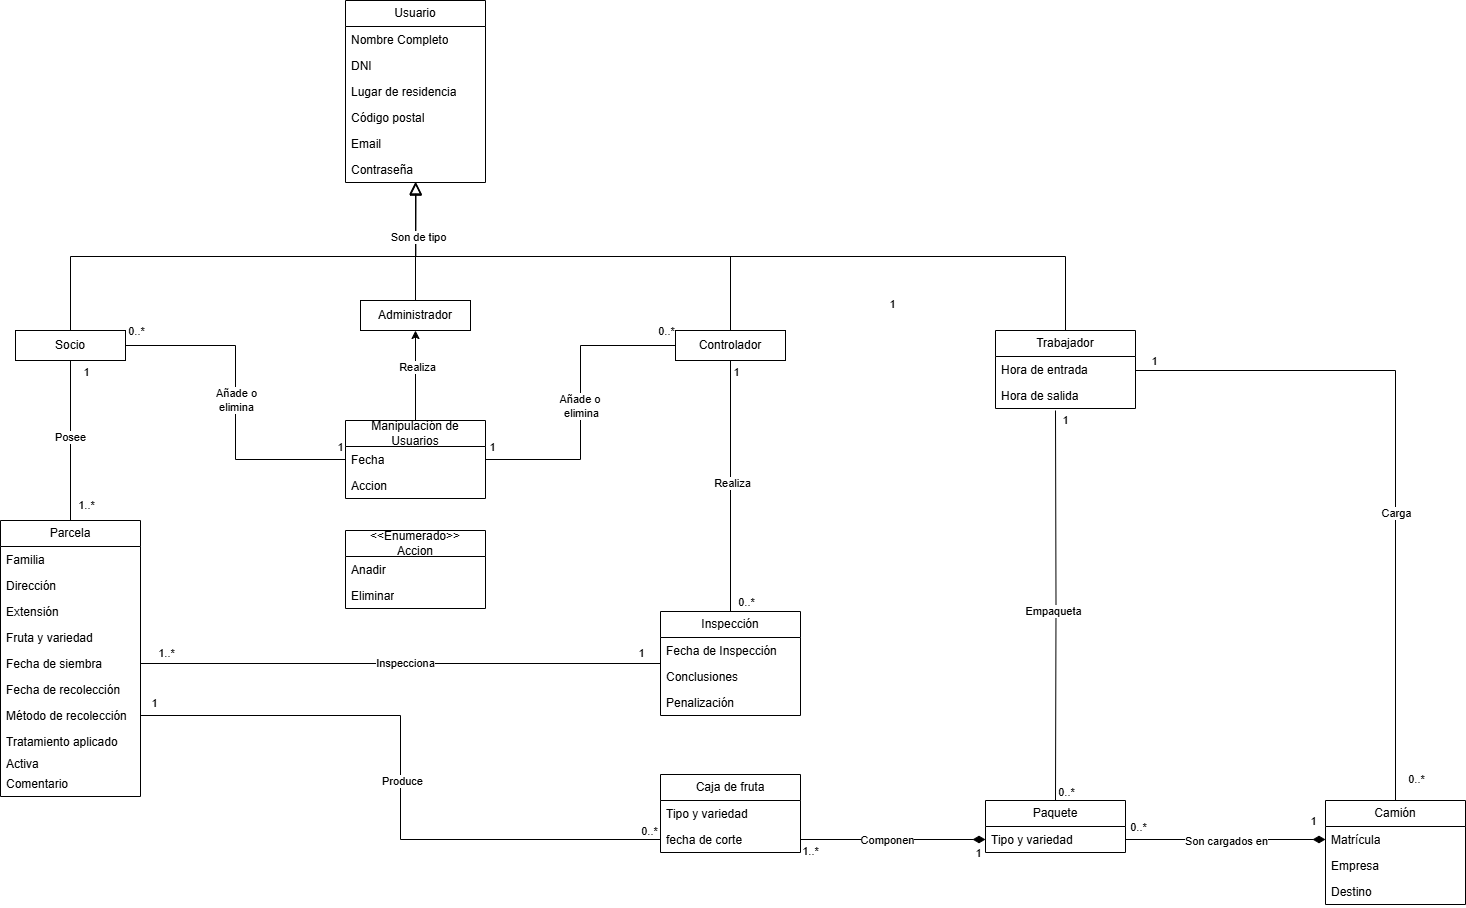 Usuario
Nombre Completo
DNI
Lugar de residencia
Código postal
Email
Contraseña
Son de tipo
1
Administrador
Socio
0..*
1
Controlador
0..*
1
Trabajador
Hora de entrada
Hora de salida
1
1
Realiza
Añade o
elimina
Añade o
elimina
Manipulación de
Usuarios
Fecha
Accion
1
1
Posee
1..*
Realiza
Carga
<<Enumerado>>
Accion
Anadir
Eliminar
Parcela
Familia
Dirección
Extensión
Fruta y variedad
Fecha de siembra
Fecha de recolección
Método de recolección
Tratamiento aplicado
Activa
Comentario
0..*
Inspección
Fecha de Inspección
Conclusiones
Penalización
Empaqueta
1..*
Inspecciona
1
1
Produce
0..*
Caja de fruta
Tipo y variedad
fecha de corte
1..*
Componen
1
0..*
Paquete
Tipo y variedad
0..*
Son cargados en
1
0..*
Camión
Matrícula
Empresa
Destino